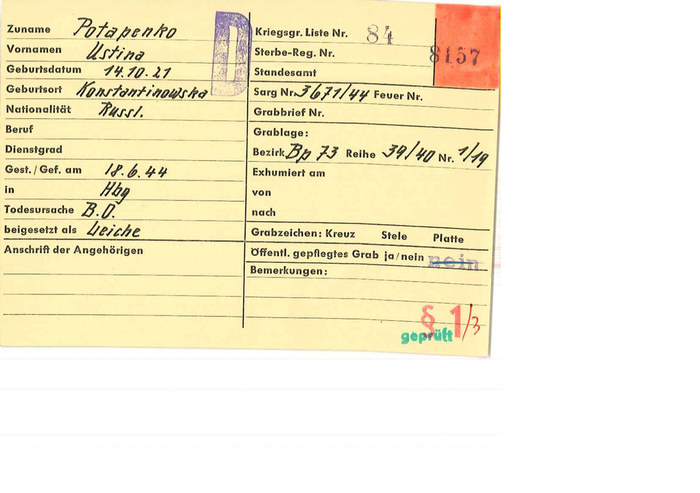 Zuname Potapenko
Vornamen Ustina
Geburtsdatum 14.10.21
Geburtsort Konstantinowska
Nationalität Russl.
Beruf
Dienstgrad
Gest. / Gef. am 18.6.44
in Hbg
Todesursache B.O.
beigesetzt als Leiche
Anschrift der Angehörigen
D
Kriegsgr. Liste Nr. 84
8157
Sterbe-Reg. Nr.
Standesamt
Sarg Nr. 3671/44 Feuer Nr.
Grabbrief Nr.
Grablage:
Bezirk Bp 73 Reihe 39/40 Nr. 1/19
Exhumiert am
von
nach
Grabzeichen: Kreuz Stele Platte
Öffentl. gepflegtes Grab ja/nein nein
Bemerkungen:
§ 1/3
geprüft